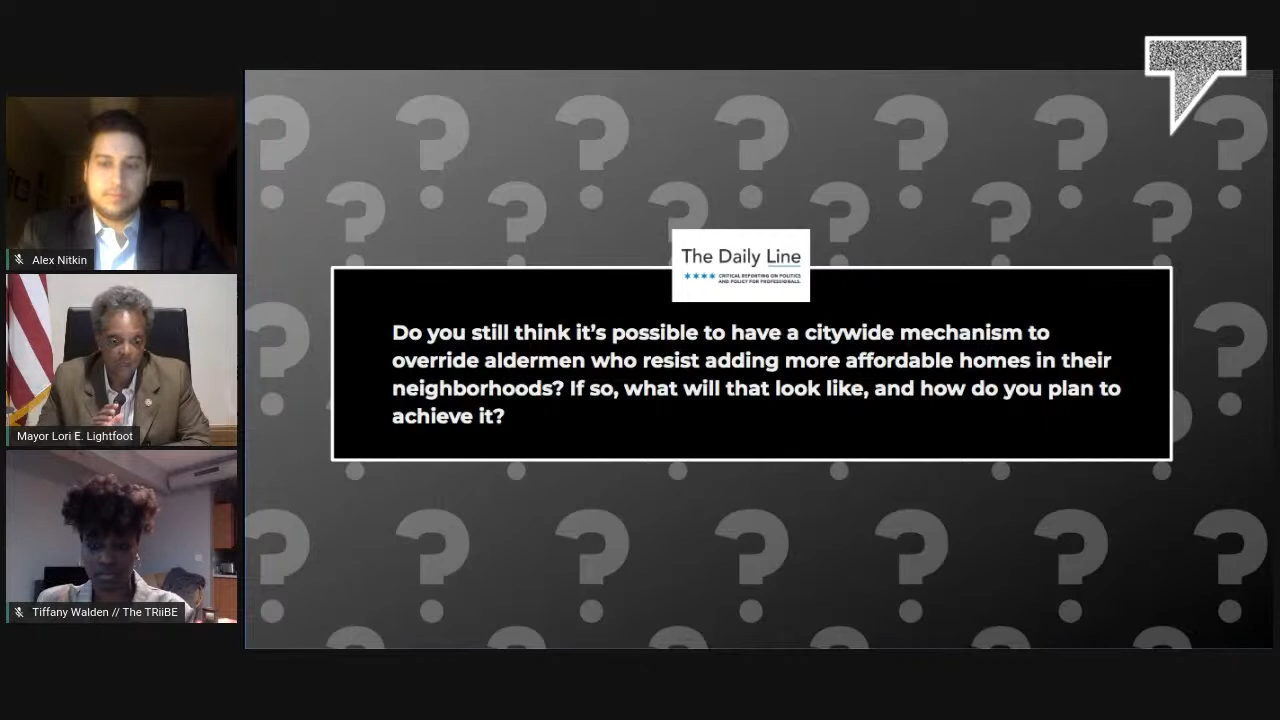 Alex Nitkin
Mayor Lori E. Lightfoot
Tiffany Walden // The TRiiBE
The Daily Line
CRITICAL REPORTING ON POLITICS
AND POLICY FOR PROFESSIONALS.
Do you still think it’s possible to have a citywide mechanism to
override aldermen who resist adding more affordable homes in their
neighborhoods? If so, what will that look like, and how do you plan to
achieve it?